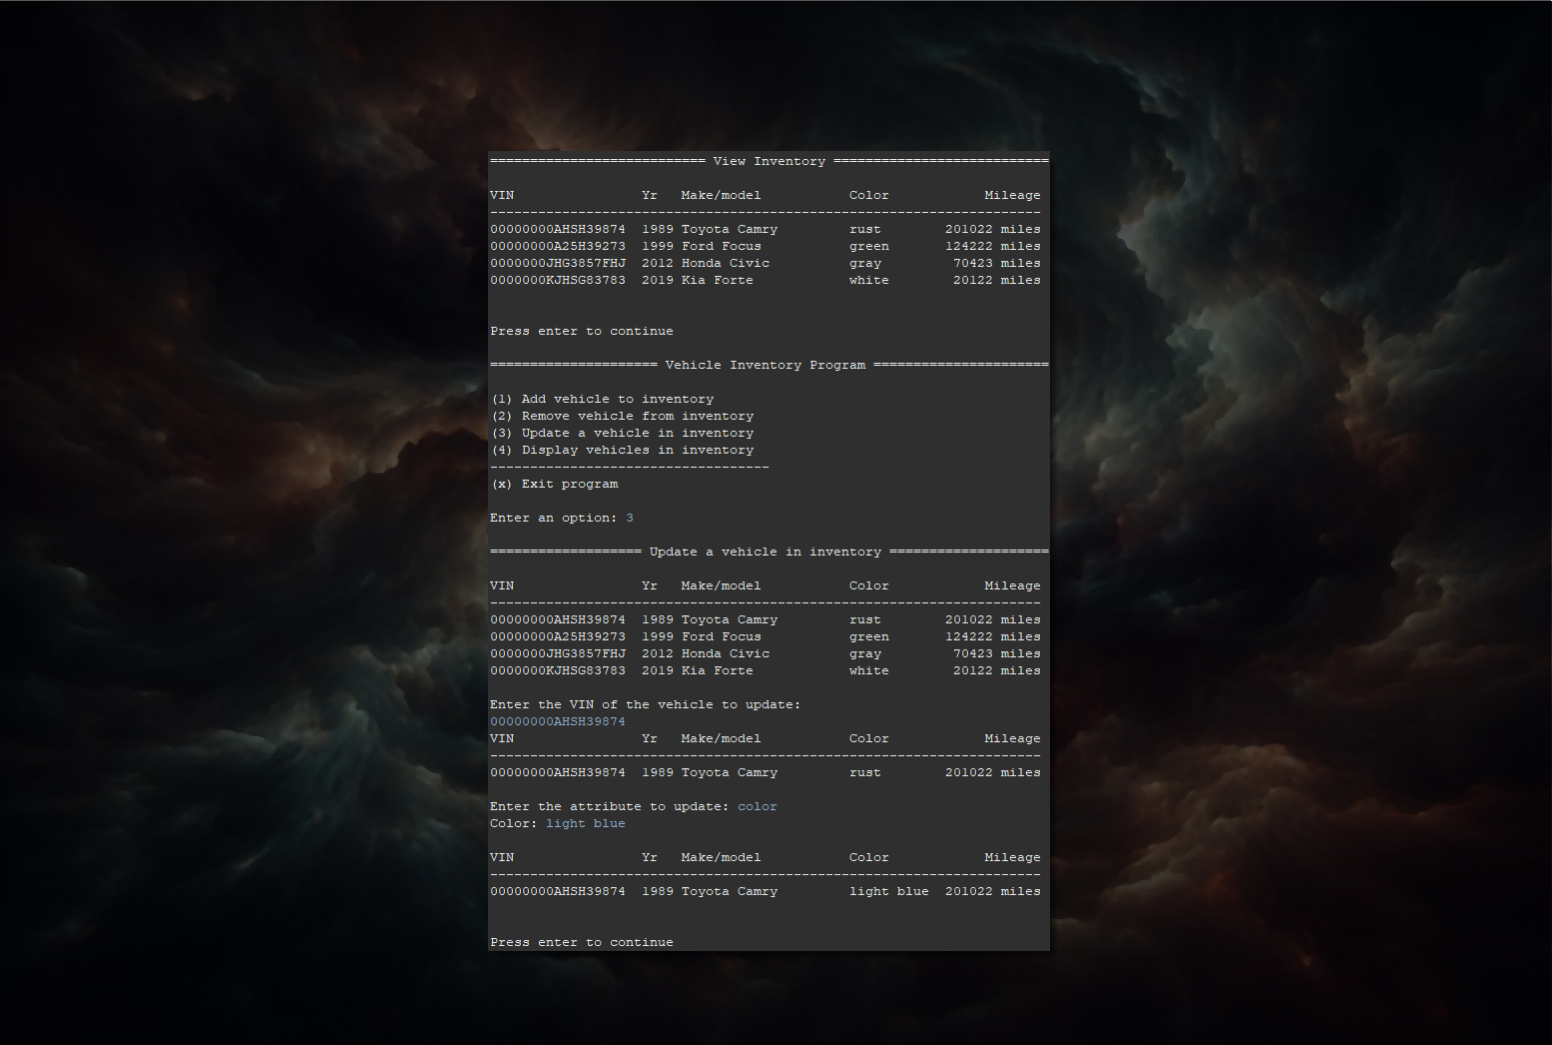 =========================== View Inventory ===========================
VIN                Yr   Make/model           Color            Mileage
---------------------------------------------------------------------
00000000AHSH39874  1989 Toyota Camry         rust        201022 miles
00000000A25H39273  1999 Ford Focus           green       124222 miles
0000000JHG3857FHJ  2012 Honda Civic          gray         70423 miles
0000000KJHSG83783  2019 Kia Forte            white        20122 miles
Press enter to continue
===================== Vehicle Inventory Program ======================
(1) Add vehicle to inventory
(2) Remove vehicle from inventory
(3) Update a vehicle in inventory
(4) Display vehicles in inventory
-----------------------------------
(x) Exit program
Enter an option: 3
=================== Update a vehicle in inventory ====================
VIN                Yr   Make/model           Color            Mileage
---------------------------------------------------------------------
00000000AHSH39874  1989 Toyota Camry         rust        201022 miles
00000000A25H39273  1999 Ford Focus           green       124222 miles
0000000JHG3857FHJ  2012 Honda Civic          gray         70423 miles
0000000KJHSG83783  2019 Kia Forte            white        20122 miles
Enter the VIN of the vehicle to update:
00000000AHSH39874
VIN                Yr   Make/model           Color            Mileage
---------------------------------------------------------------------
00000000AHSH39874  1989 Toyota Camry         rust        201022 miles
Enter the attribute to update: color
Color: light blue
VIN                Yr   Make/model           Color            Mileage
---------------------------------------------------------------------
00000000AHSH39874  1989 Toyota Camry         light blue  201022 miles
Press enter to continue